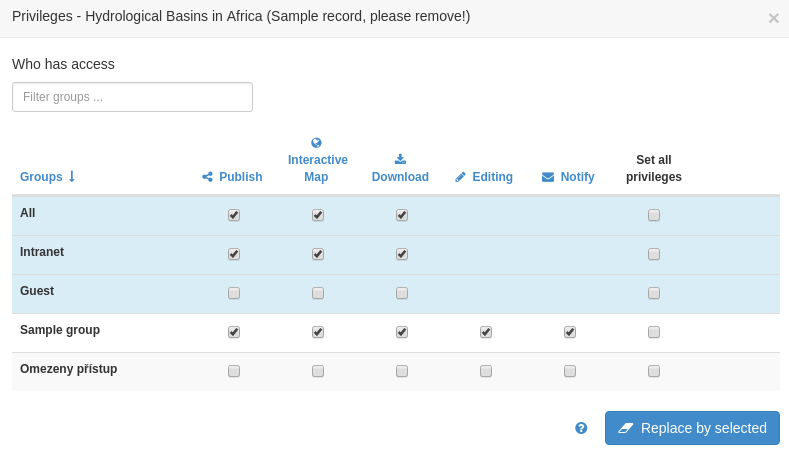 Privileges - Hydrological Basins in Africa (Sample record, please remove!)
×
Who has access
Filter groups ...
Groups Publish Interactive Map Download Editing Notify Set all privileges
All
Intranet
Guest
Sample group
Omezeny přístup
Replace by selected